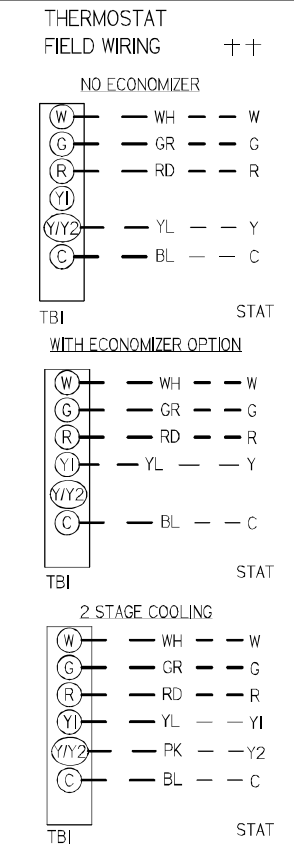 THERMOSTAT
FIELD WIRING ++
NO ECONOMIZER
W WH W
G GR G
R RD R
Y1
Y/Y2 YL Y
C BL C
TB1 STAT
WITH ECONOMIZER OPTION
W WH W
G GR G
R RD R
Y1 YL Y
Y/Y2
C BL C
TB1 STAT
2 STAGE COOLING
W WH W
G GR G
R RD R
Y1 YL Y1
Y/Y2 PK Y2
C BL C
TB1 STAT